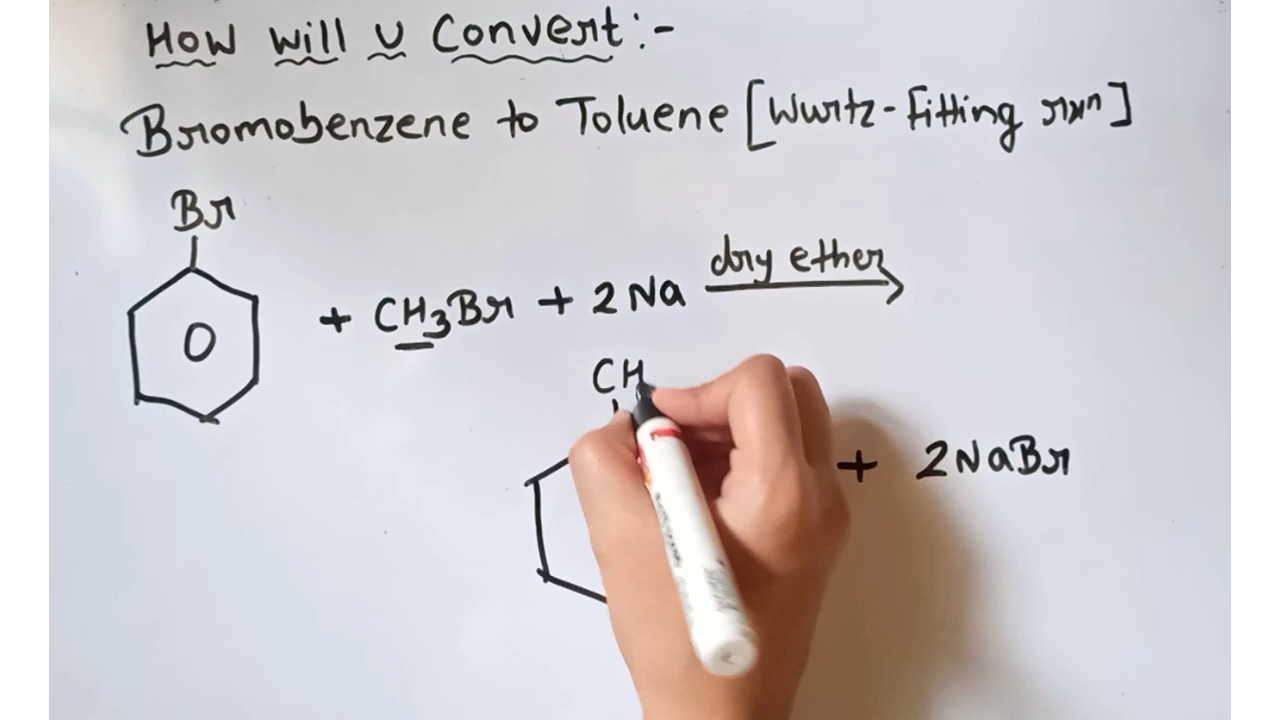 How will u Convert:-
Bromobenzene to Toluene [Wurtz-Fitting rxn]
Br
+ CH3Br + 2Na dry ether
CH
+ 2NaBr